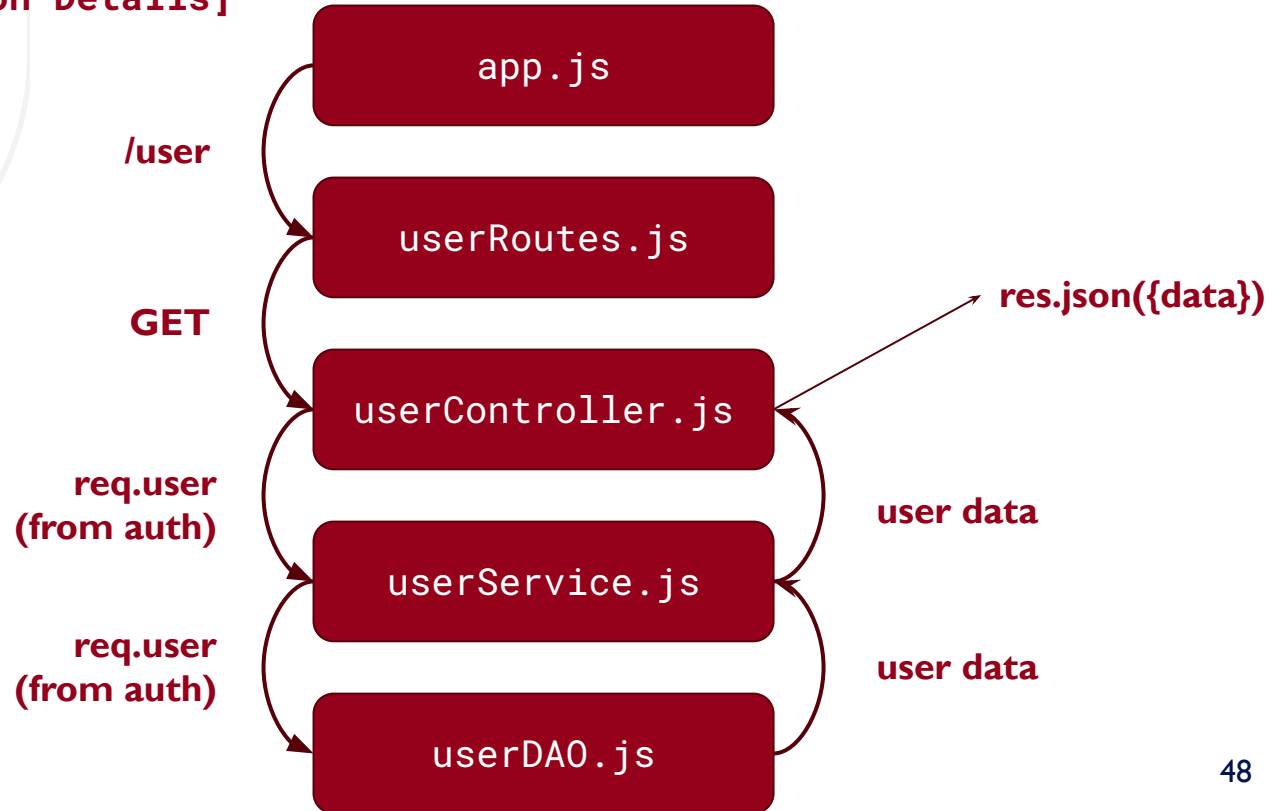 Details]
app.js
/user
userRoutes.js
GET
res.json({data})
userController.js
req.user
(from auth)
user data
userService.js
req.user
(from auth)
user data
userDAO.js
48